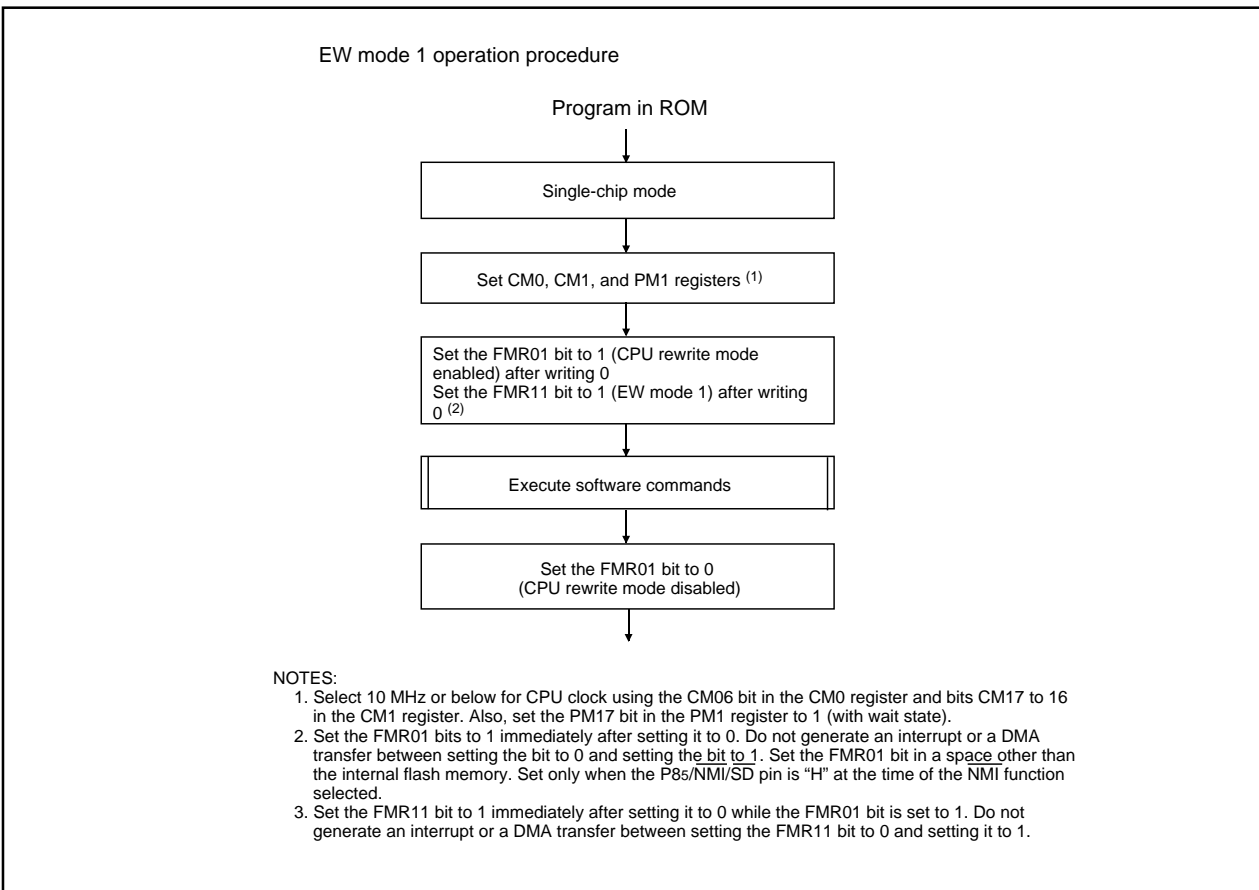 EW mode 1 operation procedure
Program in ROM
Single-chip mode
Set CM0, CM1, and PM1 registers (1)
Set the FMR01 bit to 1 (CPU rewrite mode
enabled) after writing 0
Set the FMR11 bit to 1 (EW mode 1) after writing
0 (2)
Execute software commands
Set the FMR01 bit to 0
(CPU rewrite mode disabled)
NOTES:
1. Select 10 MHz or below for CPU clock using the CM06 bit in the CM0 register and bits CM17 to 16
in the CM1 register. Also, set the PM17 bit in the PM1 register to 1 (with wait state).
2. Set the FMR01 bits to 1 immediately after setting it to 0. Do not generate an interrupt or a DMA
transfer between setting the bit to 0 and setting the bit to 1. Set the FMR01 bit in a space other than
the internal flash memory. Set only when the P85/NMI/SD pin is “H” at the time of the NMI function
selected.
3. Set the FMR11 bit to 1 immediately after setting it to 0 while the FMR01 bit is set to 1. Do not
generate an interrupt or a DMA transfer between setting the FMR11 bit to 0 and setting it to 1.